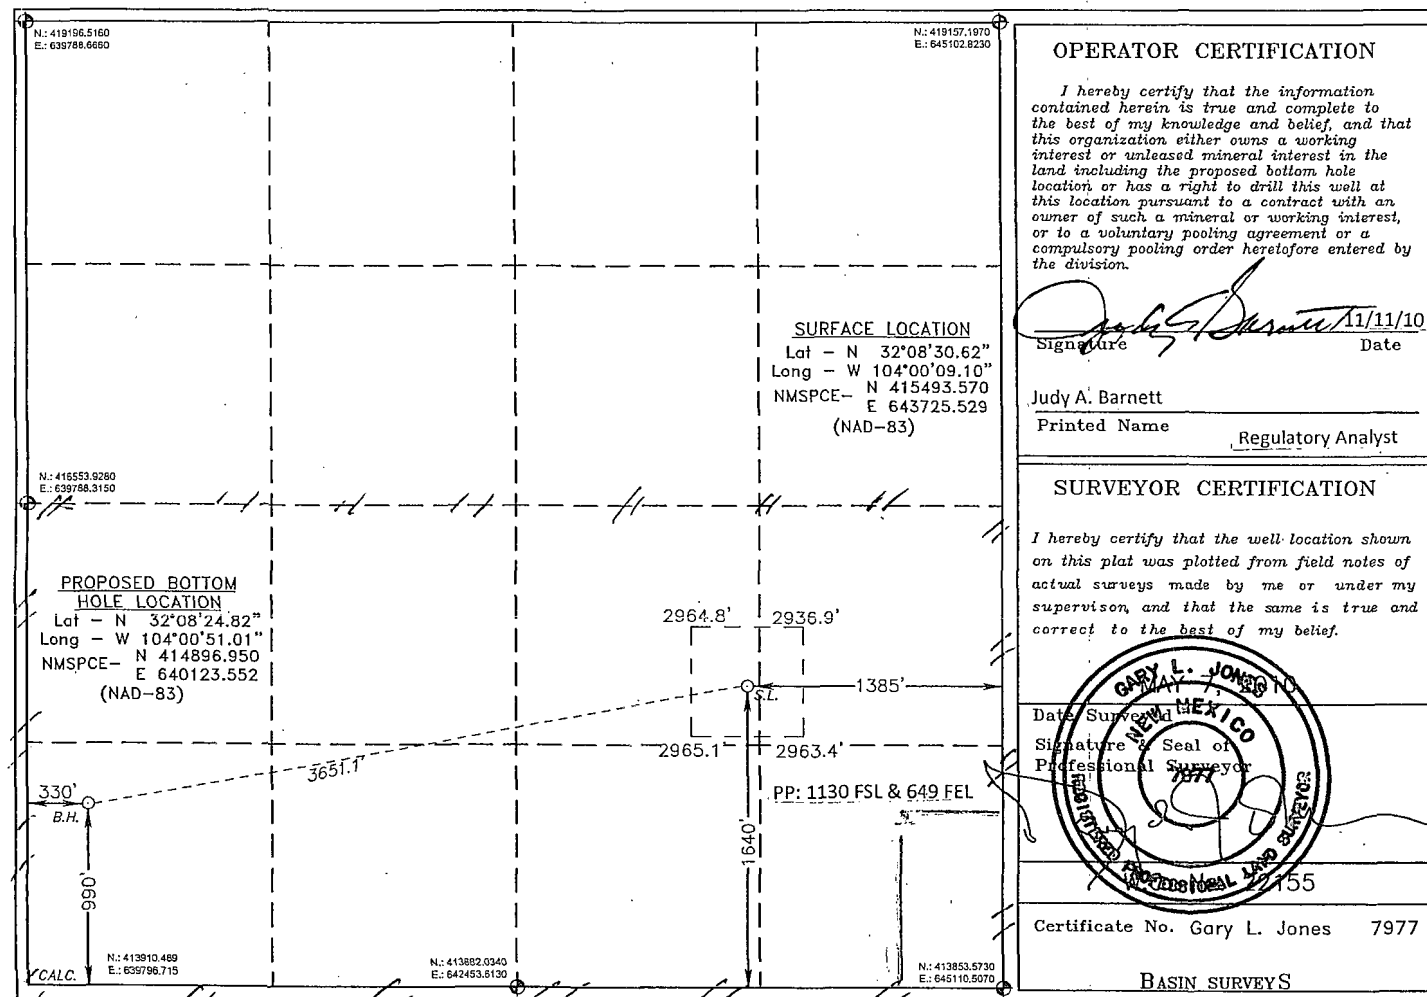 N.: 419196.5160
E.: 639788.6660
N.: 419157.1970
E.: 645102.8230
SURFACE LOCATION
Lat – N 32°08'30.62"
Long – W 104°00'09.10"
NMSPCE– N 415493.570
E 643725.529
(NAD–83)
N.: 416553.9280
E.: 639788.3150
PROPOSED BOTTOM
HOLE LOCATION
Lat – N 32°08'24.82"
Long – W 104°00'51.01"
NMSPCE– N 414896.950
E 640123.552
(NAD–83)
2964.8' 2936.9'
S.L.
1385'
2965.1' 2963.4'
3651.1'
330'
B.H.
PP: 1130 FSL & 649 FEL
990'
1640'
CALC.
N.: 413910.469
E.: 639796.715
N.: 413882.0340
E.: 642453.6130
N.: 413853.5730
E.: 645110.5070
OPERATOR CERTIFICATION
I hereby certify that the information
contained herein is true and complete to
the best of my knowledge and belief, and that
this organization either owns a working
interest or unleased mineral interest in the
land including the proposed bottom hole
location or has a right to drill this well at
this location pursuant to a contract with an
owner of such a mineral or working interest,
or to a voluntary pooling agreement or a
compulsory pooling order heretofore entered by
the division.
11/11/10
Signature Date
Judy A. Barnett
Printed Name
Regulatory Analyst
SURVEYOR CERTIFICATION
I hereby certify that the well location shown
on this plat was plotted from field notes of
actual surveys made by me or under my
supervison, and that the same is true and
correct to the best of my belief.
GARY L. JONES
MAY 7, 2010
NEW MEXICO
Date Surveyed
Signature & Seal of
Professional Surveyor
7977
REGISTERED PROFESSIONAL LAND SURVEYOR
22155
Certificate No. Gary L. Jones 7977
BASIN SURVEYS